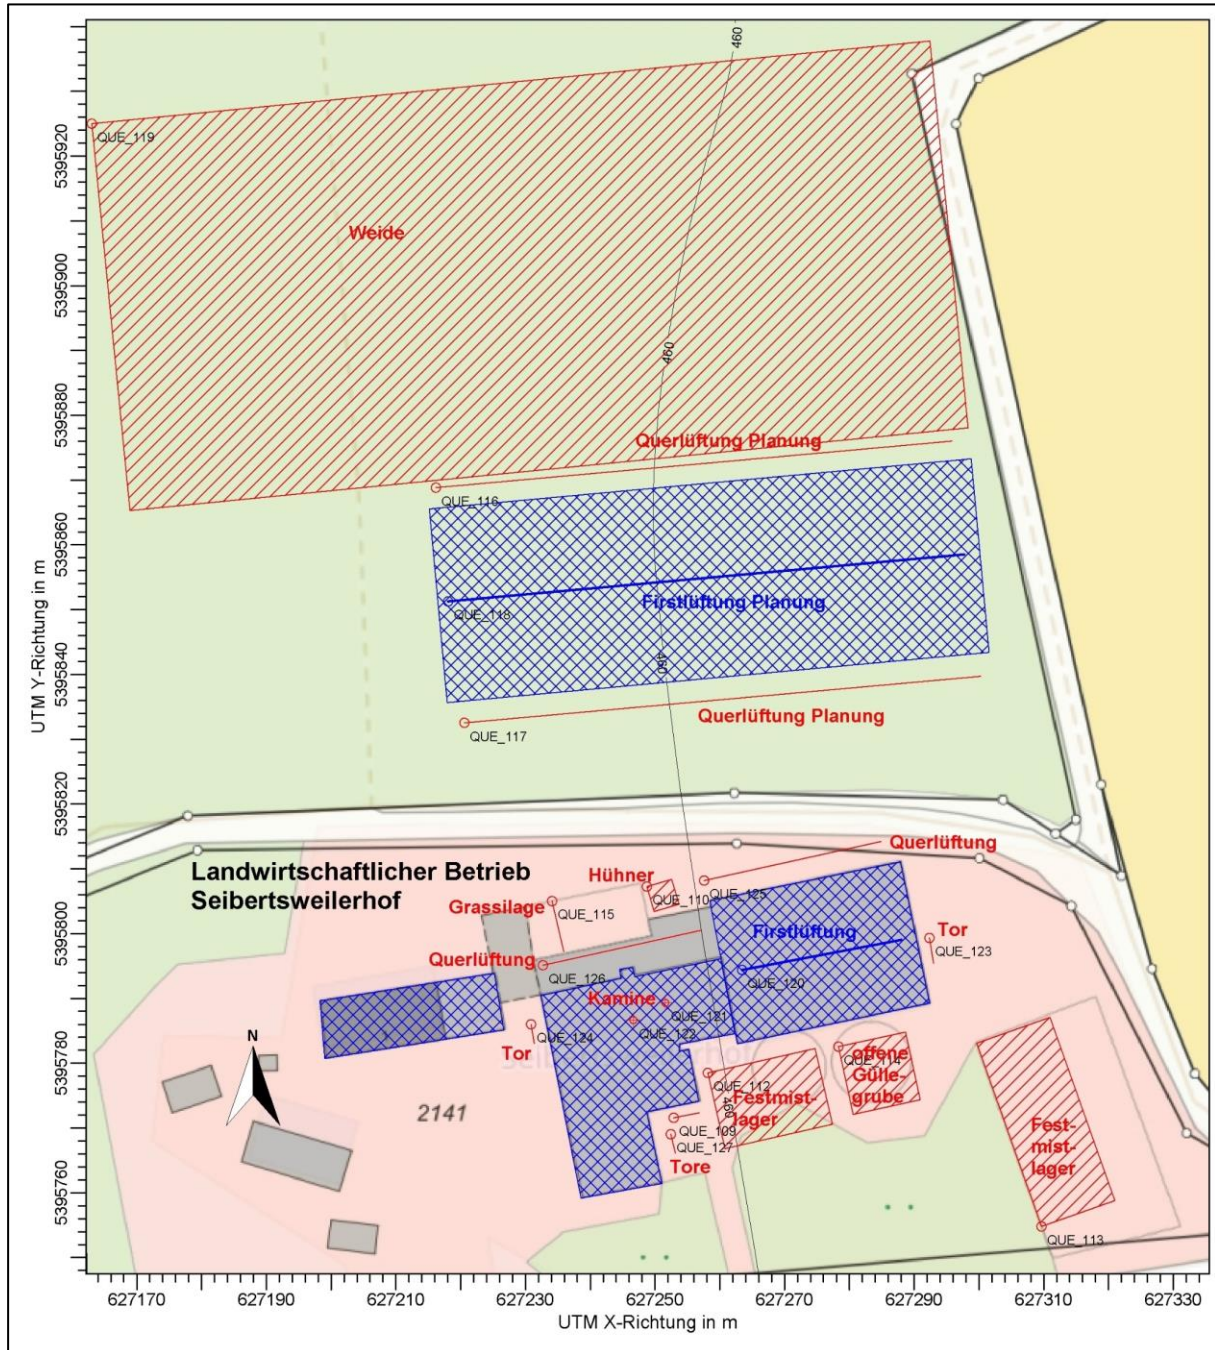 460
QUE_119
5395920
Weide
5395900
460
5395880
Querlüftung Planung
QUE_116
5395860
Firstlüftung Planung
QUE_118
460
5395840
Querlüftung Planung
QUE_117
UTM Y-Richtung in m
5395820
Landwirtschaftlicher Betrieb
Seibertsweilerhof
Querlüftung
Hühner
QUE_125
QUE_110
Grassilage
QUE_115
5395800
Firstlüftung
Tor
QUE_123
Querlüftung
QUE_126
QUE_120
Kamine
QUE_121
QUE_122
QUE_124
Tor
N
5395780
offene
QUE_114
Gülle-
grube
QUE_112
Festmist-
lager
460
2141
QUE_109
QUE_127
Tore
Fest-
mist-
lager
5395760
QUE_113
627170 627190 627210 627230 627250 627270 627290 627310 627330
UTM X-Richtung in m